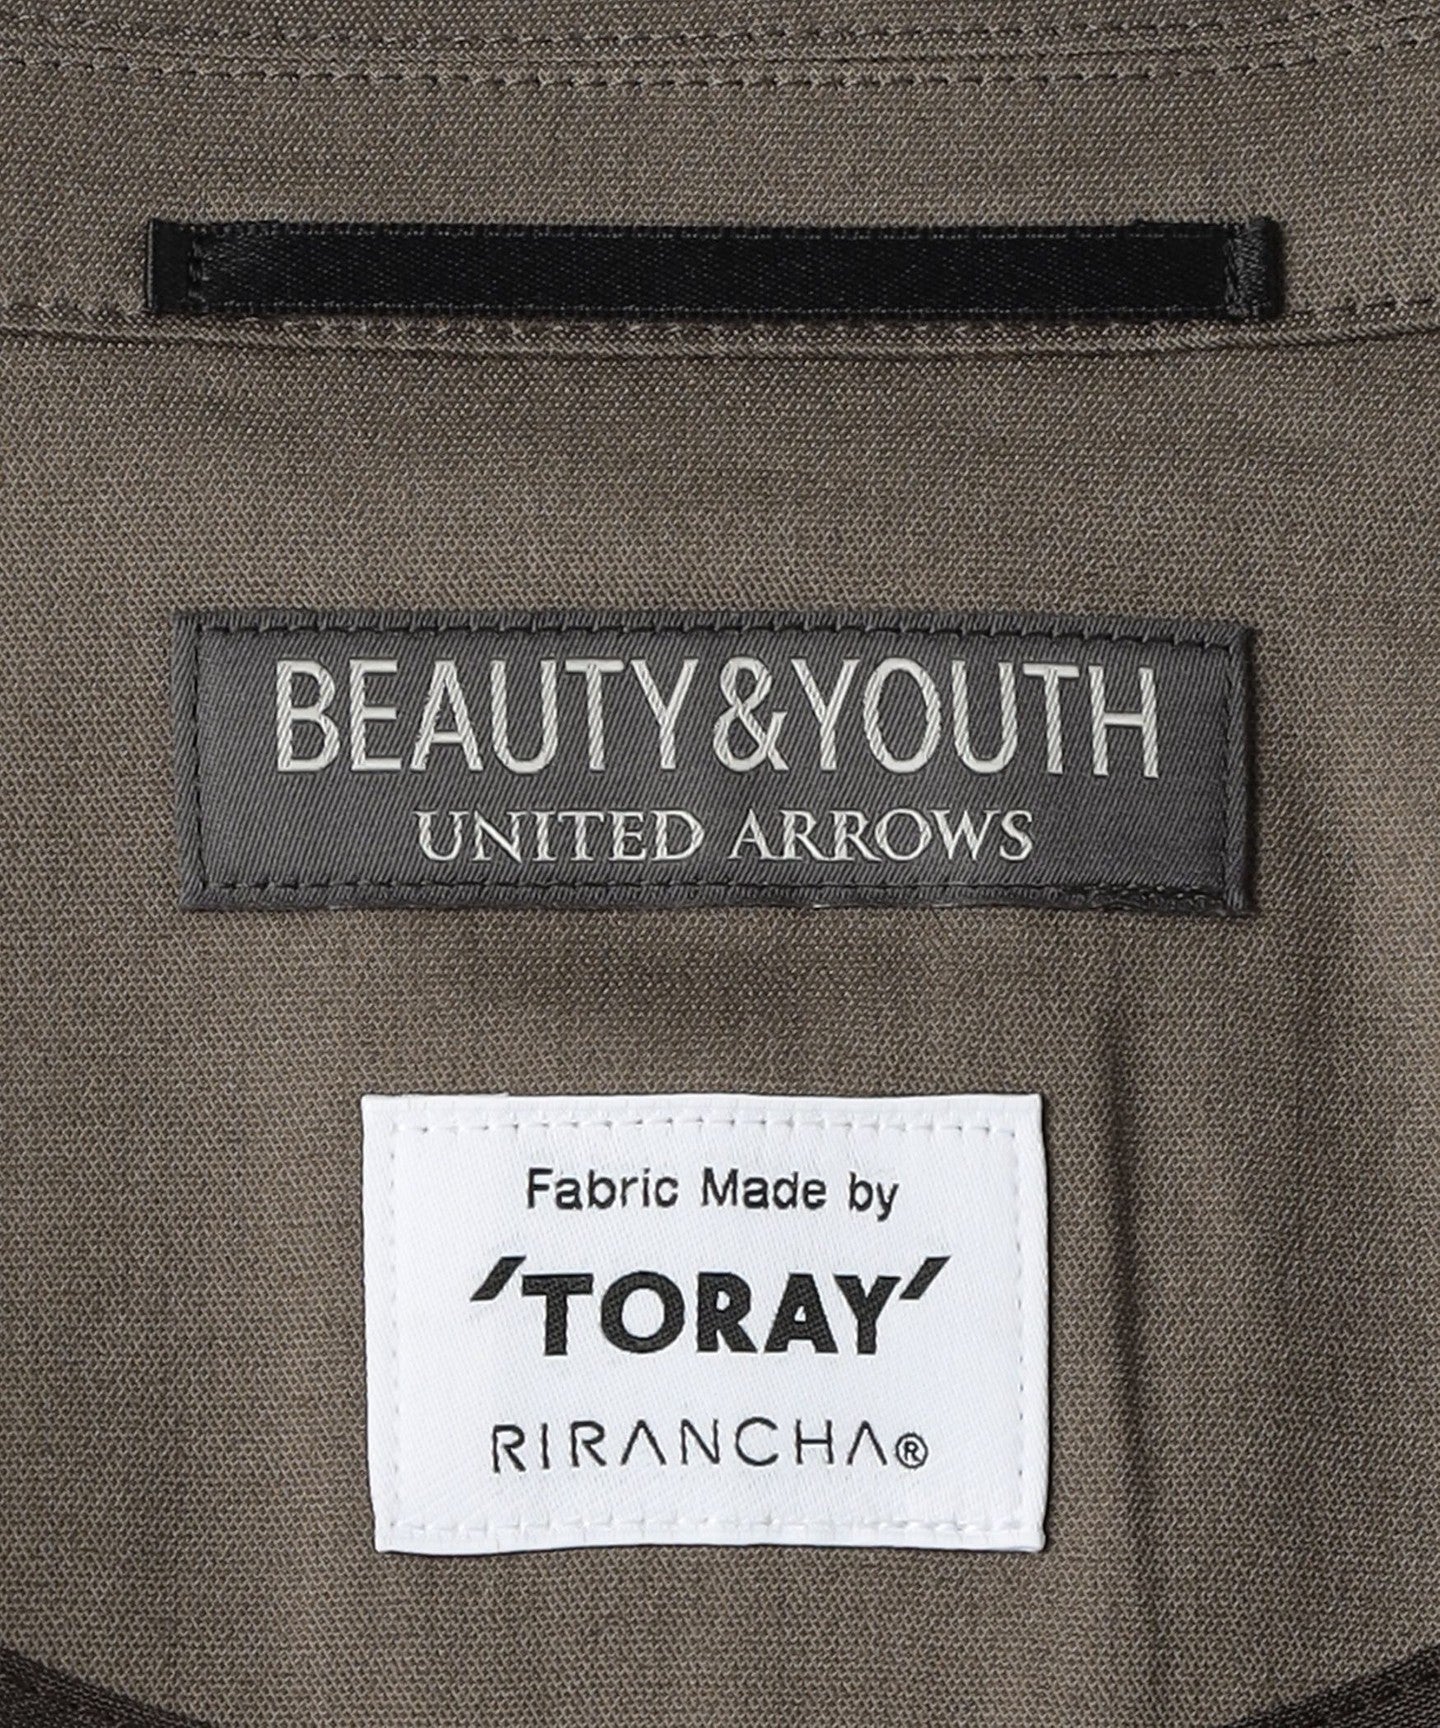 BEAUTY&YOUTH
UNITED ARROWS
Fabric Made by
'TORAY'
RIRANCHA®